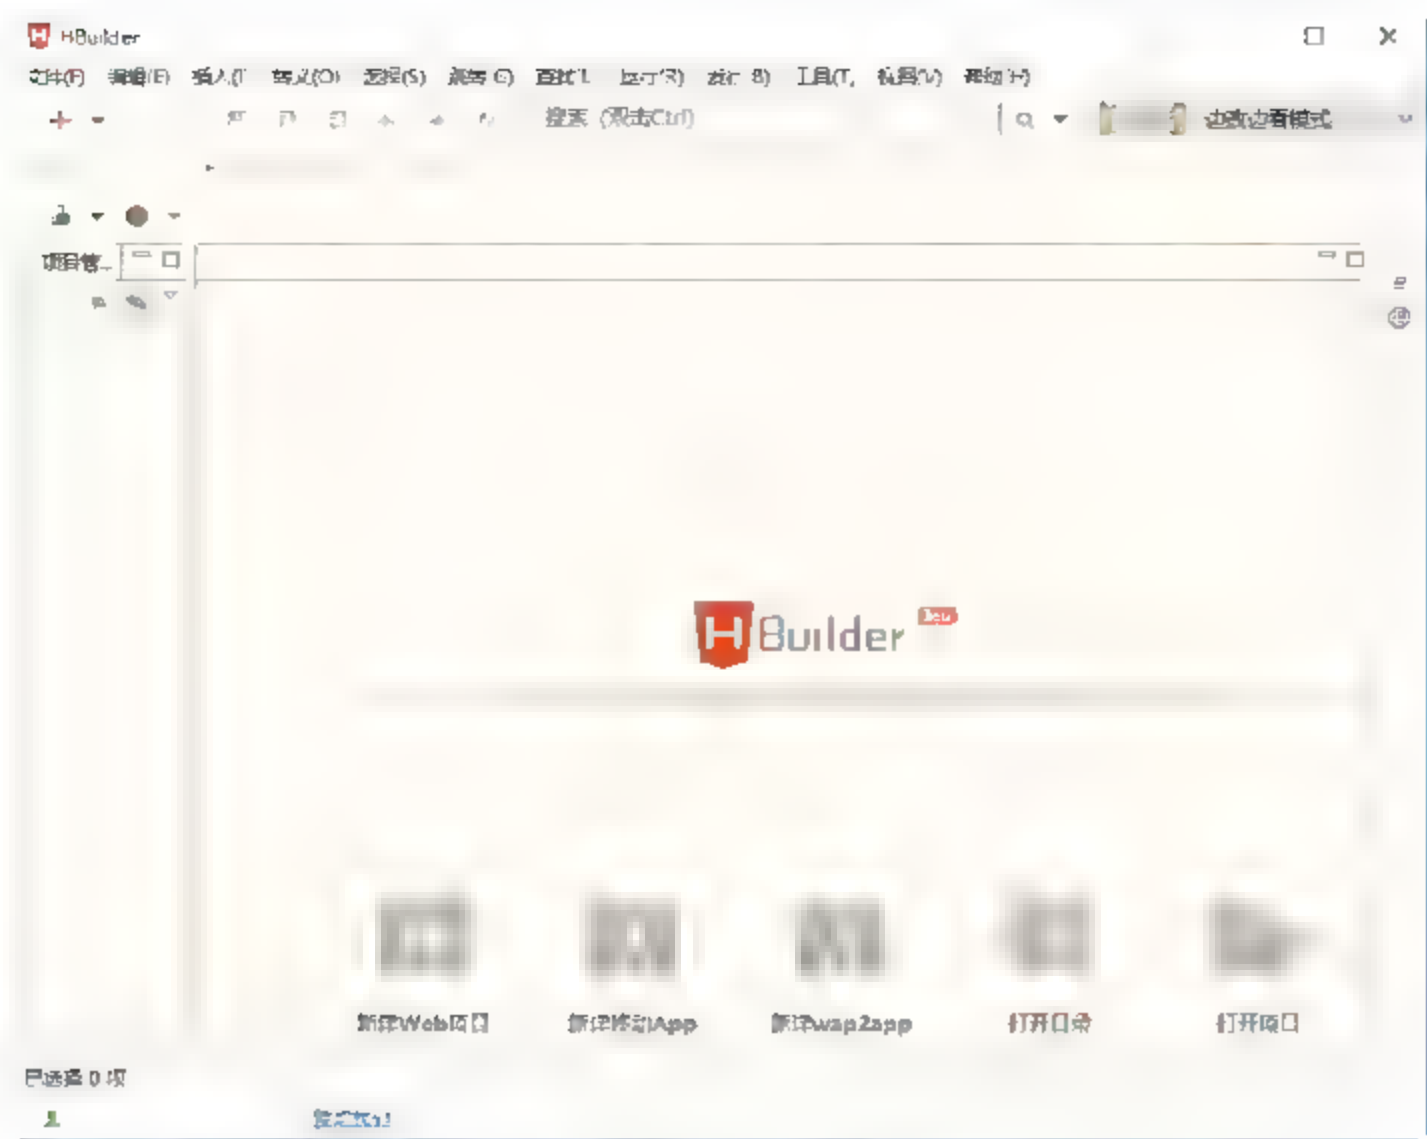 HBuilder
文件(F) 编辑(E) 插入(I 转义(O) 选择(S) 跳转(G) 查找(L 运行(R) 发行(B) 工具(T, 视图(V) 帮助(H)
搜索 (双击Ctrl) 边改边看模式
项目管...
HBuilder Beta
新建Web项目 新建移动App 新建wap2app 打开目录 打开项目
已选择 0 项